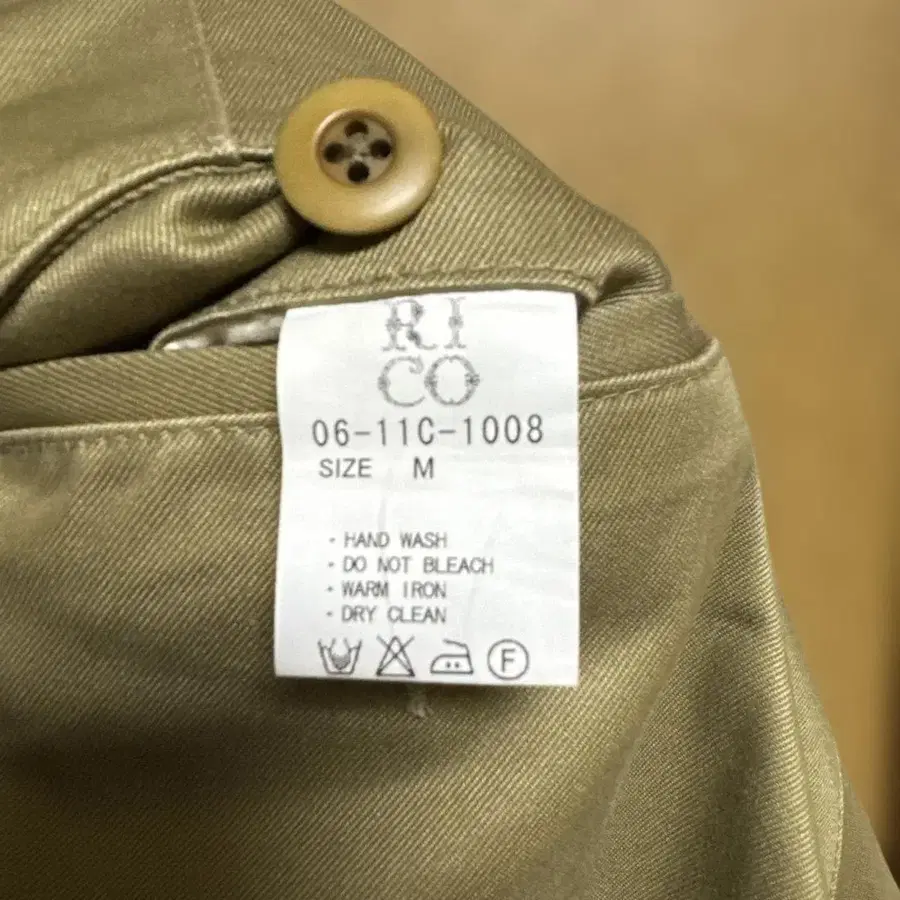 RI
CO
06-11C-1008
SIZE M
· HAND WASH
· DO NOT BLEACH
· WARM IRON
· DRY CLEAN
F